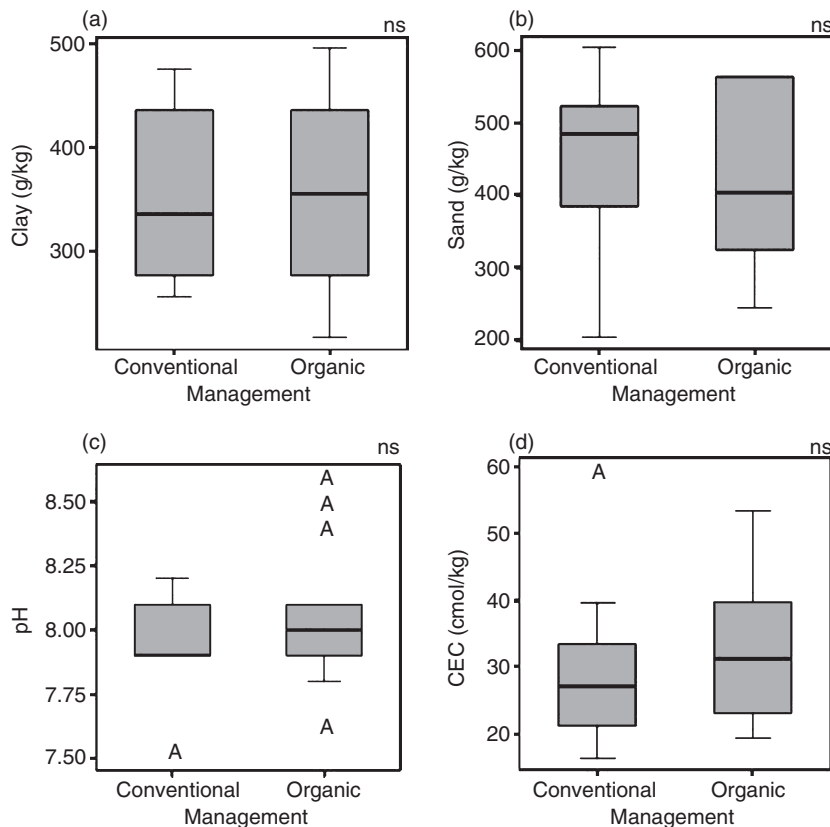 (a)
ns
Clay (g/kg)
500
400
300
Conventional Organic
Management
(b)
ns
Sand (g/kg)
600
500
400
300
200
Conventional Organic
Management
(c)
ns
pH
8.50
8.25
8.00
7.75
7.50
A
A
A
A
A
Conventional Organic
Management
(d)
ns
CEC (cmol/kg)
60
50
40
30
20
A
Conventional Organic
Management